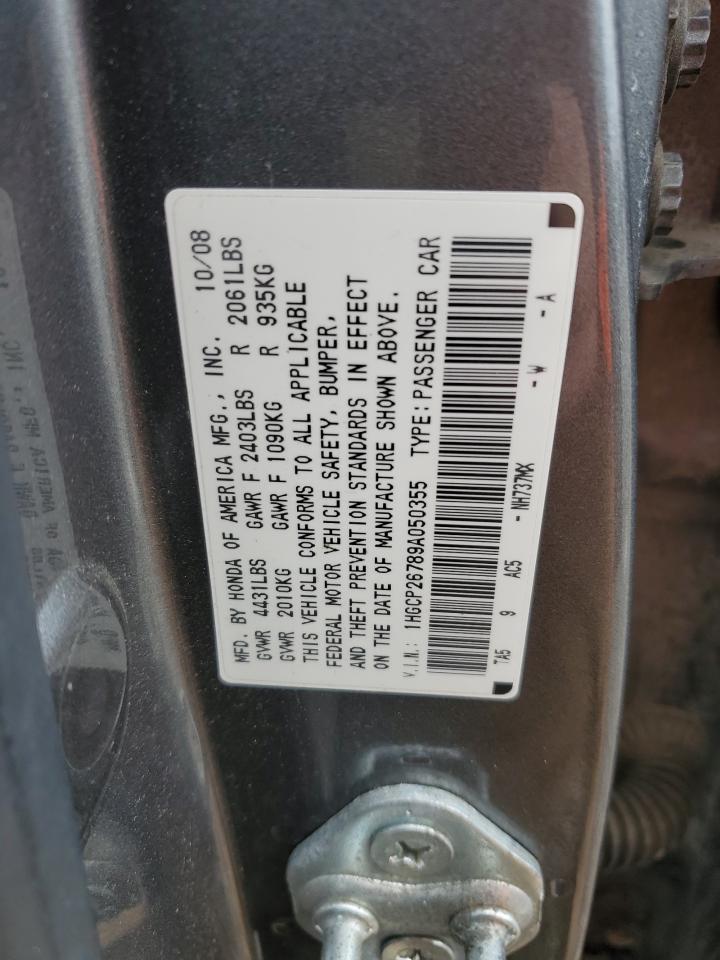 MFD. BY HONDA OF AMERICA MFG., INC. 10/08
GVWR 4431LBS GAWR F 2403LBS R 2061LBS
GVWR 2010KG GAWR F 1090KG R 935KG
THIS VEHICLE CONFORMS TO ALL APPLICABLE
FEDERAL MOTOR VEHICLE SAFETY, BUMPER,
AND THEFT PREVENTION STANDARDS IN EFFECT
ON THE DATE OF MANUFACTURE SHOWN ABOVE.
V.I.N.: 1HGCP26789A050355 TYPE:PASSENGER CAR
TA5 9 AC5 - NH737MX - W - A